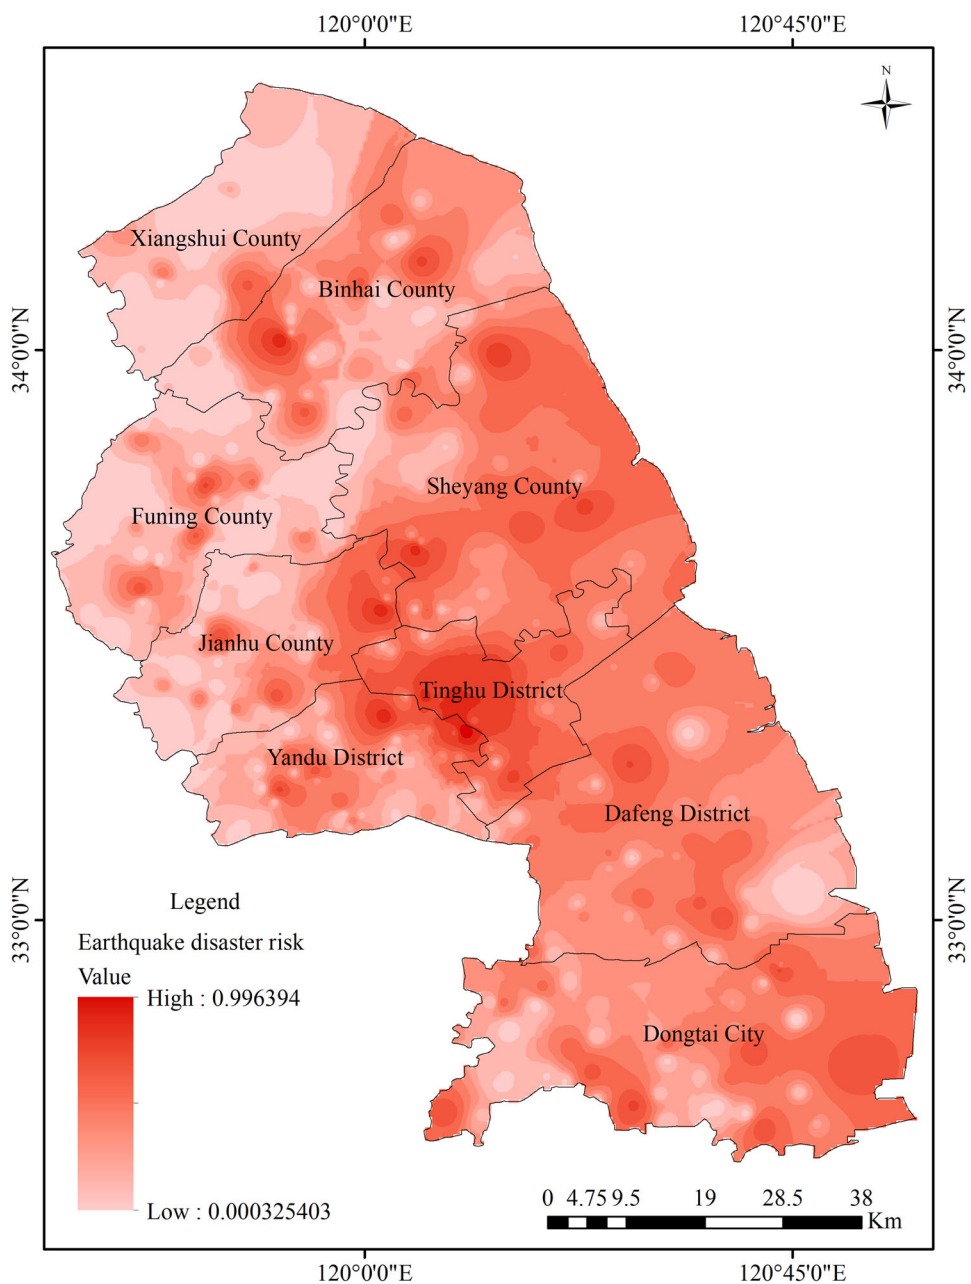 120°0'0"E 120°45'0"E
N
Xiangshui County
Binhai County
34°0'0"N 34°0'0"N
Sheyang County
Funing County
Jianhu County
Tinghu District
Yandu District
Dafeng District
Legend
33°0'0"N 33°0'0"N
Earthquake disaster risk
Value
High : 0.996394
Dongtai City
Low : 0.000325403
0 4.75 9.5 19 28.5 38
Km
120°0'0"E 120°45'0"E